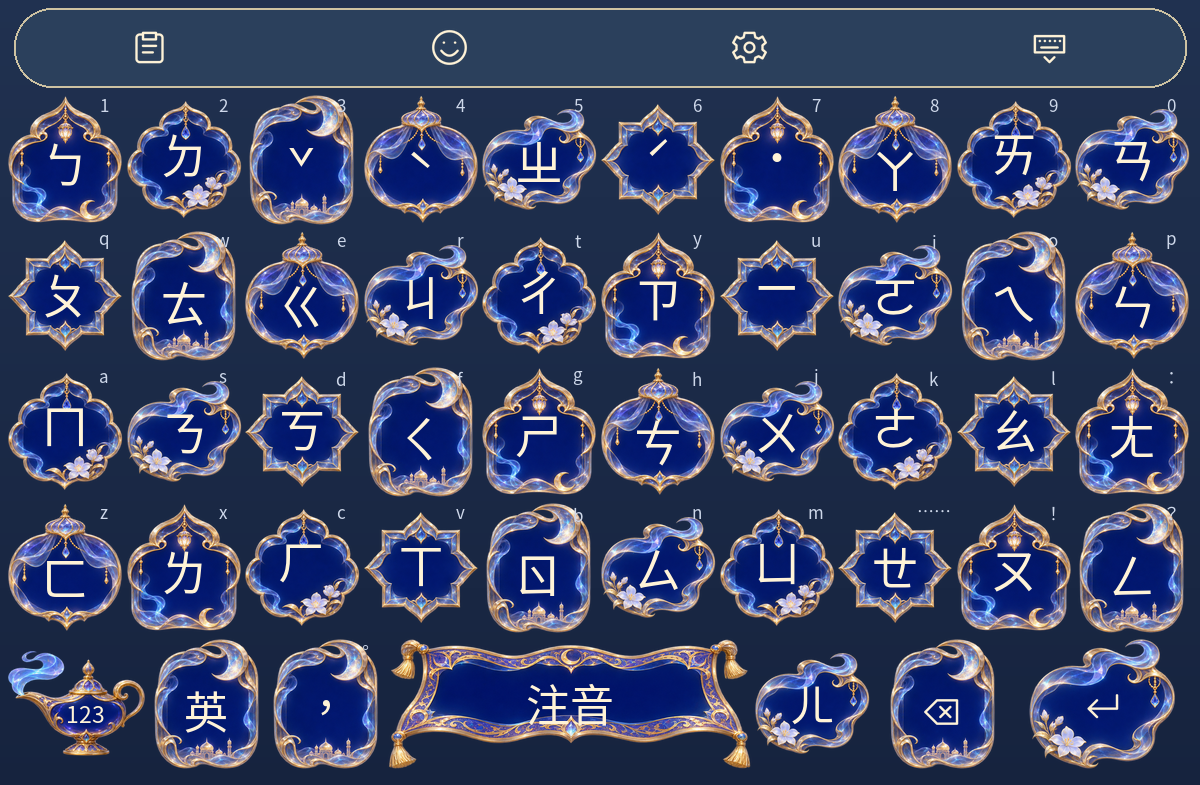 1 2 3 4 5 6 7 8 9 0
ㄅ ㄉ ˇ ˋ ㄓ ˊ ˙ ㄚ ㄞ ㄢ
q w e r t y u i o p
ㄆ ㄊ ㄍ ㄐ ㄔ ㄗ ㄧ ㄛ ㄟ ㄣ
a s d f g h j k l :
ㄇ ㄋ ㄎ ㄑ ㄕ ㄘ ㄨ ㄜ ㄠ ㄤ
z x c v b n m …… ! ?
ㄈ ㄌ ㄏ ㄒ ㄖ ㄙ ㄩ ㄝ ㄡ ㄥ
。
123 英 , 注音 ㄦ